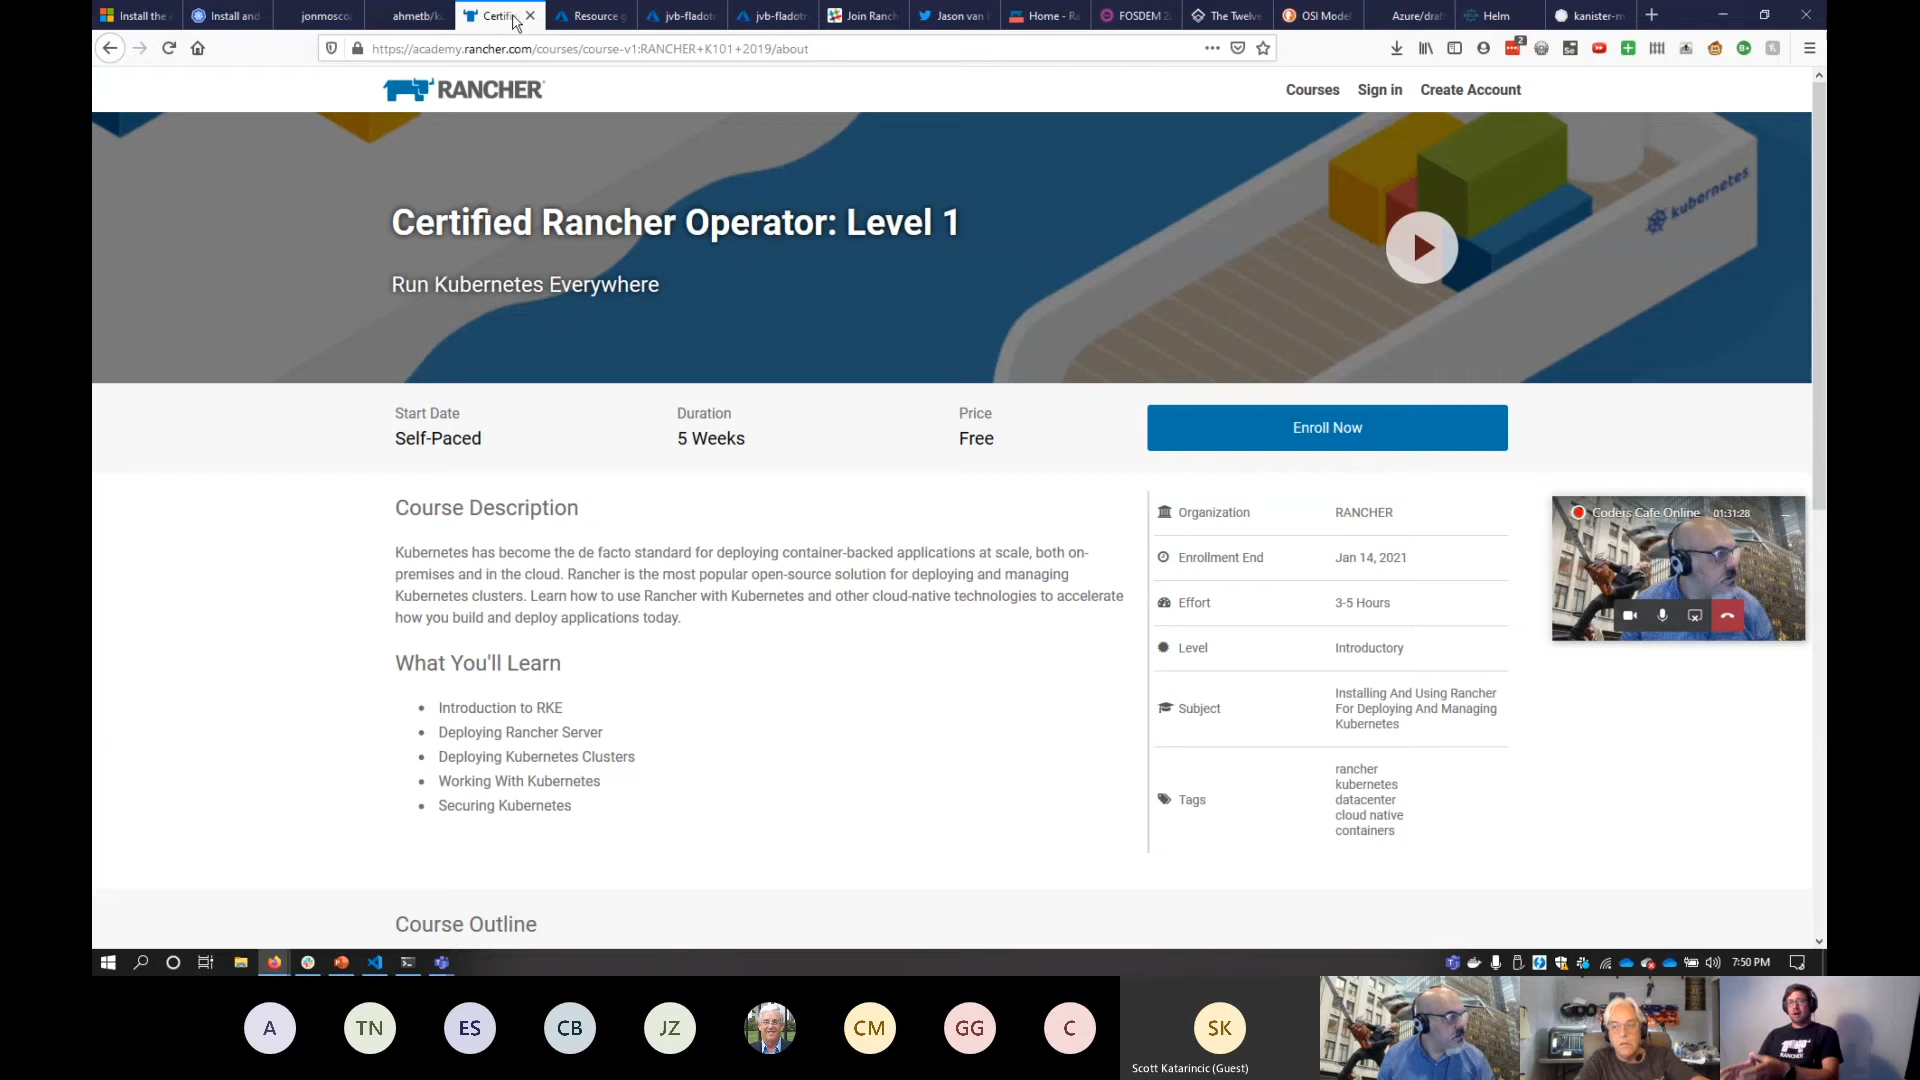 Install the
Install and
jonmosco
ahmetb/ku
Certifi
Resource g
jvb-fladotn
jvb-fladotn
Join Ranch
Jason van
Home - Ra
FOSDEM 20
The Twelve
OSI Model
Azure/draf
Helm
kanister-m
https://academy.rancher.com/courses/course-v1:RANCHER+K101+2019/about
2
RANCHER
Courses Sign in Create Account
kubernetes
Certified Rancher Operator: Level 1
Run Kubernetes Everywhere
Start Date
Self-Paced
Duration
5 Weeks
Price
Free
Enroll Now
Course Description
Kubernetes has become the de facto standard for deploying container-backed applications at scale, both on-
premises and in the cloud. Rancher is the most popular open-source solution for deploying and managing
Kubernetes clusters. Learn how to use Rancher with Kubernetes and other cloud-native technologies to accelerate
how you build and deploy applications today.
What You'll Learn
Introduction to RKE
Deploying Rancher Server
Deploying Kubernetes Clusters
Working With Kubernetes
Securing Kubernetes
Organization RANCHER
Enrollment End Jan 14, 2021
Effort 3-5 Hours
Level Introductory
Subject
Installing And Using Rancher
For Deploying And Managing
Kubernetes
Tags
rancher
kubernetes
datacenter
cloud native
containers
Coders Cafe Online 01:31:28
Course Outline
7:50 PM
A
TN
ES
CB
JZ
CM
GG
C
SK
Scott Katarincic (Guest)
RANCHER